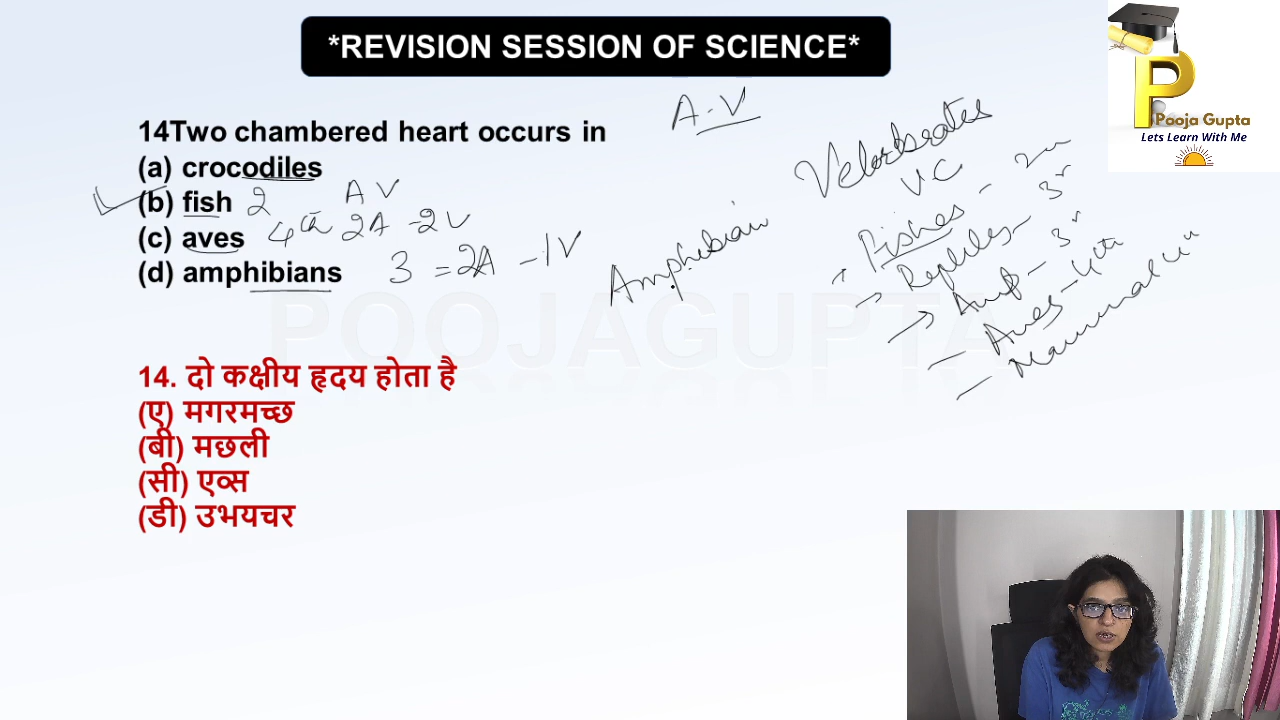 *REVISION SESSION OF SCIENCE*
P
Pooja Gupta
Lets Learn With Me
A - V
14Two chambered heart occurs in
(a) crocodiles
(b) fish 2 A V
(c) aves 4 2A - 2V
(d) amphibians 3 = 2A - 1V
Amphibian
Vertebrates
VC
Fishes - 2
Reptiles - 3
Amp - 3
Aves - 4
Mammal
POOJAGUPTA
14. दो कक्षीय हृदय होता है
(ए) मगरमच्छ
(बी) मछली
(सी) एव्स
(डी) उभयचर